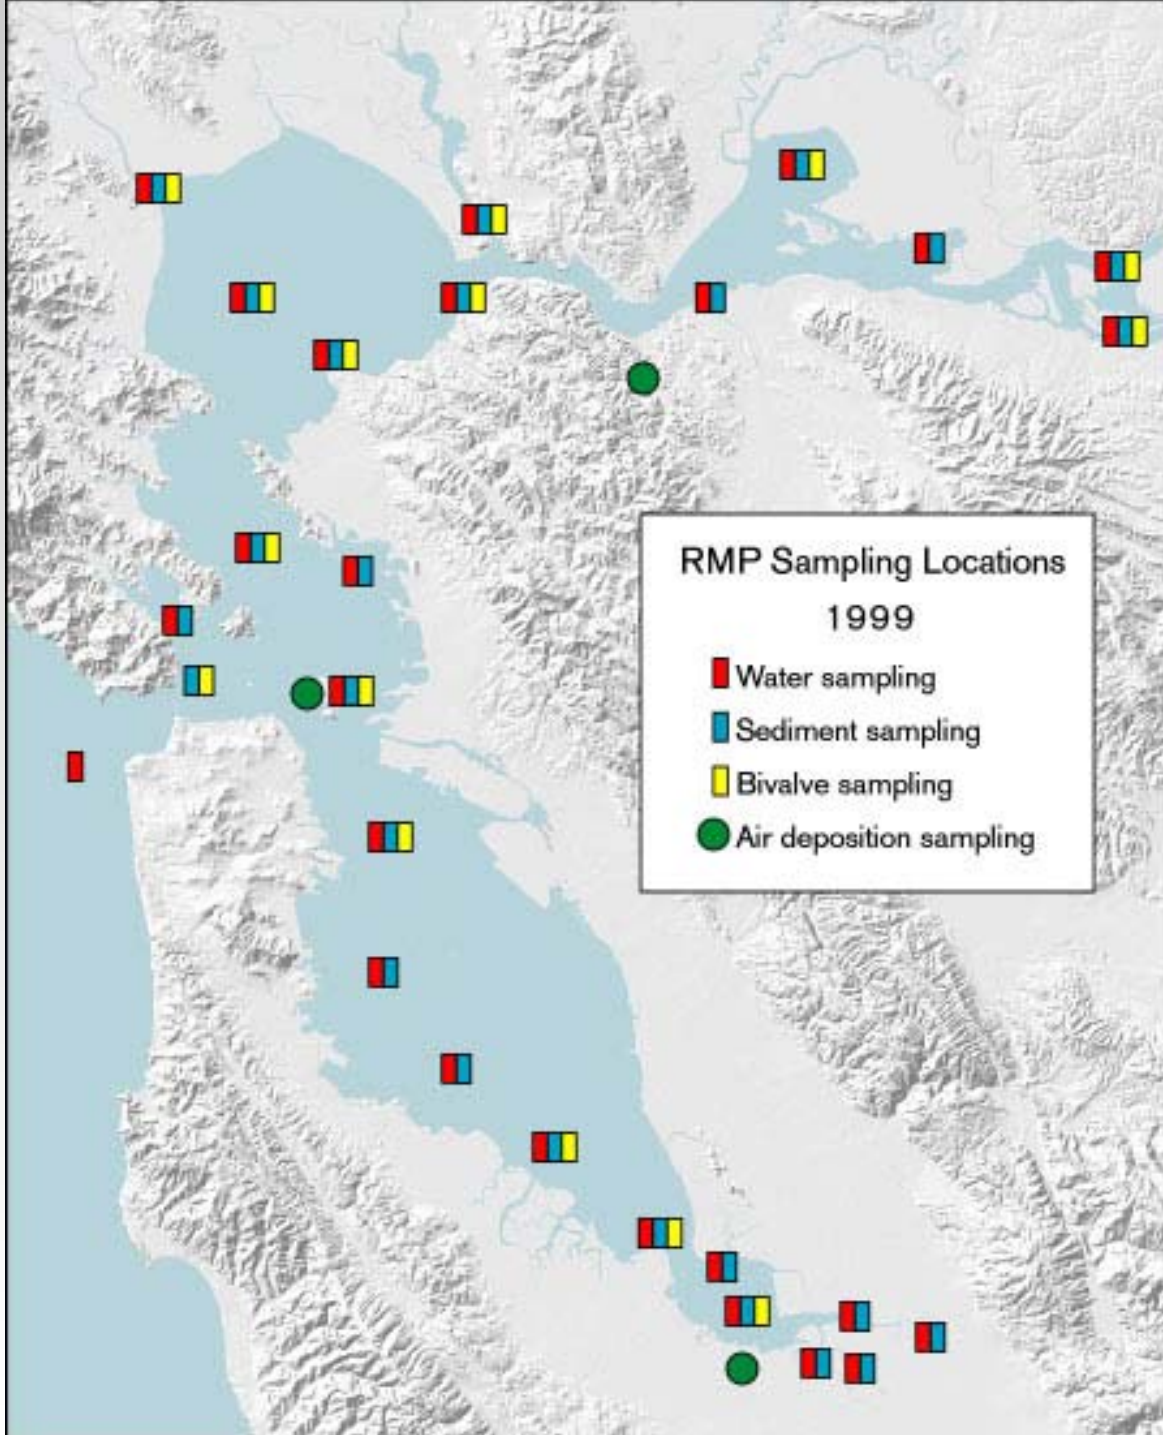 RMP Sampling Locations
1999
Water sampling
Sediment sampling
Bivalve sampling
Air deposition sampling